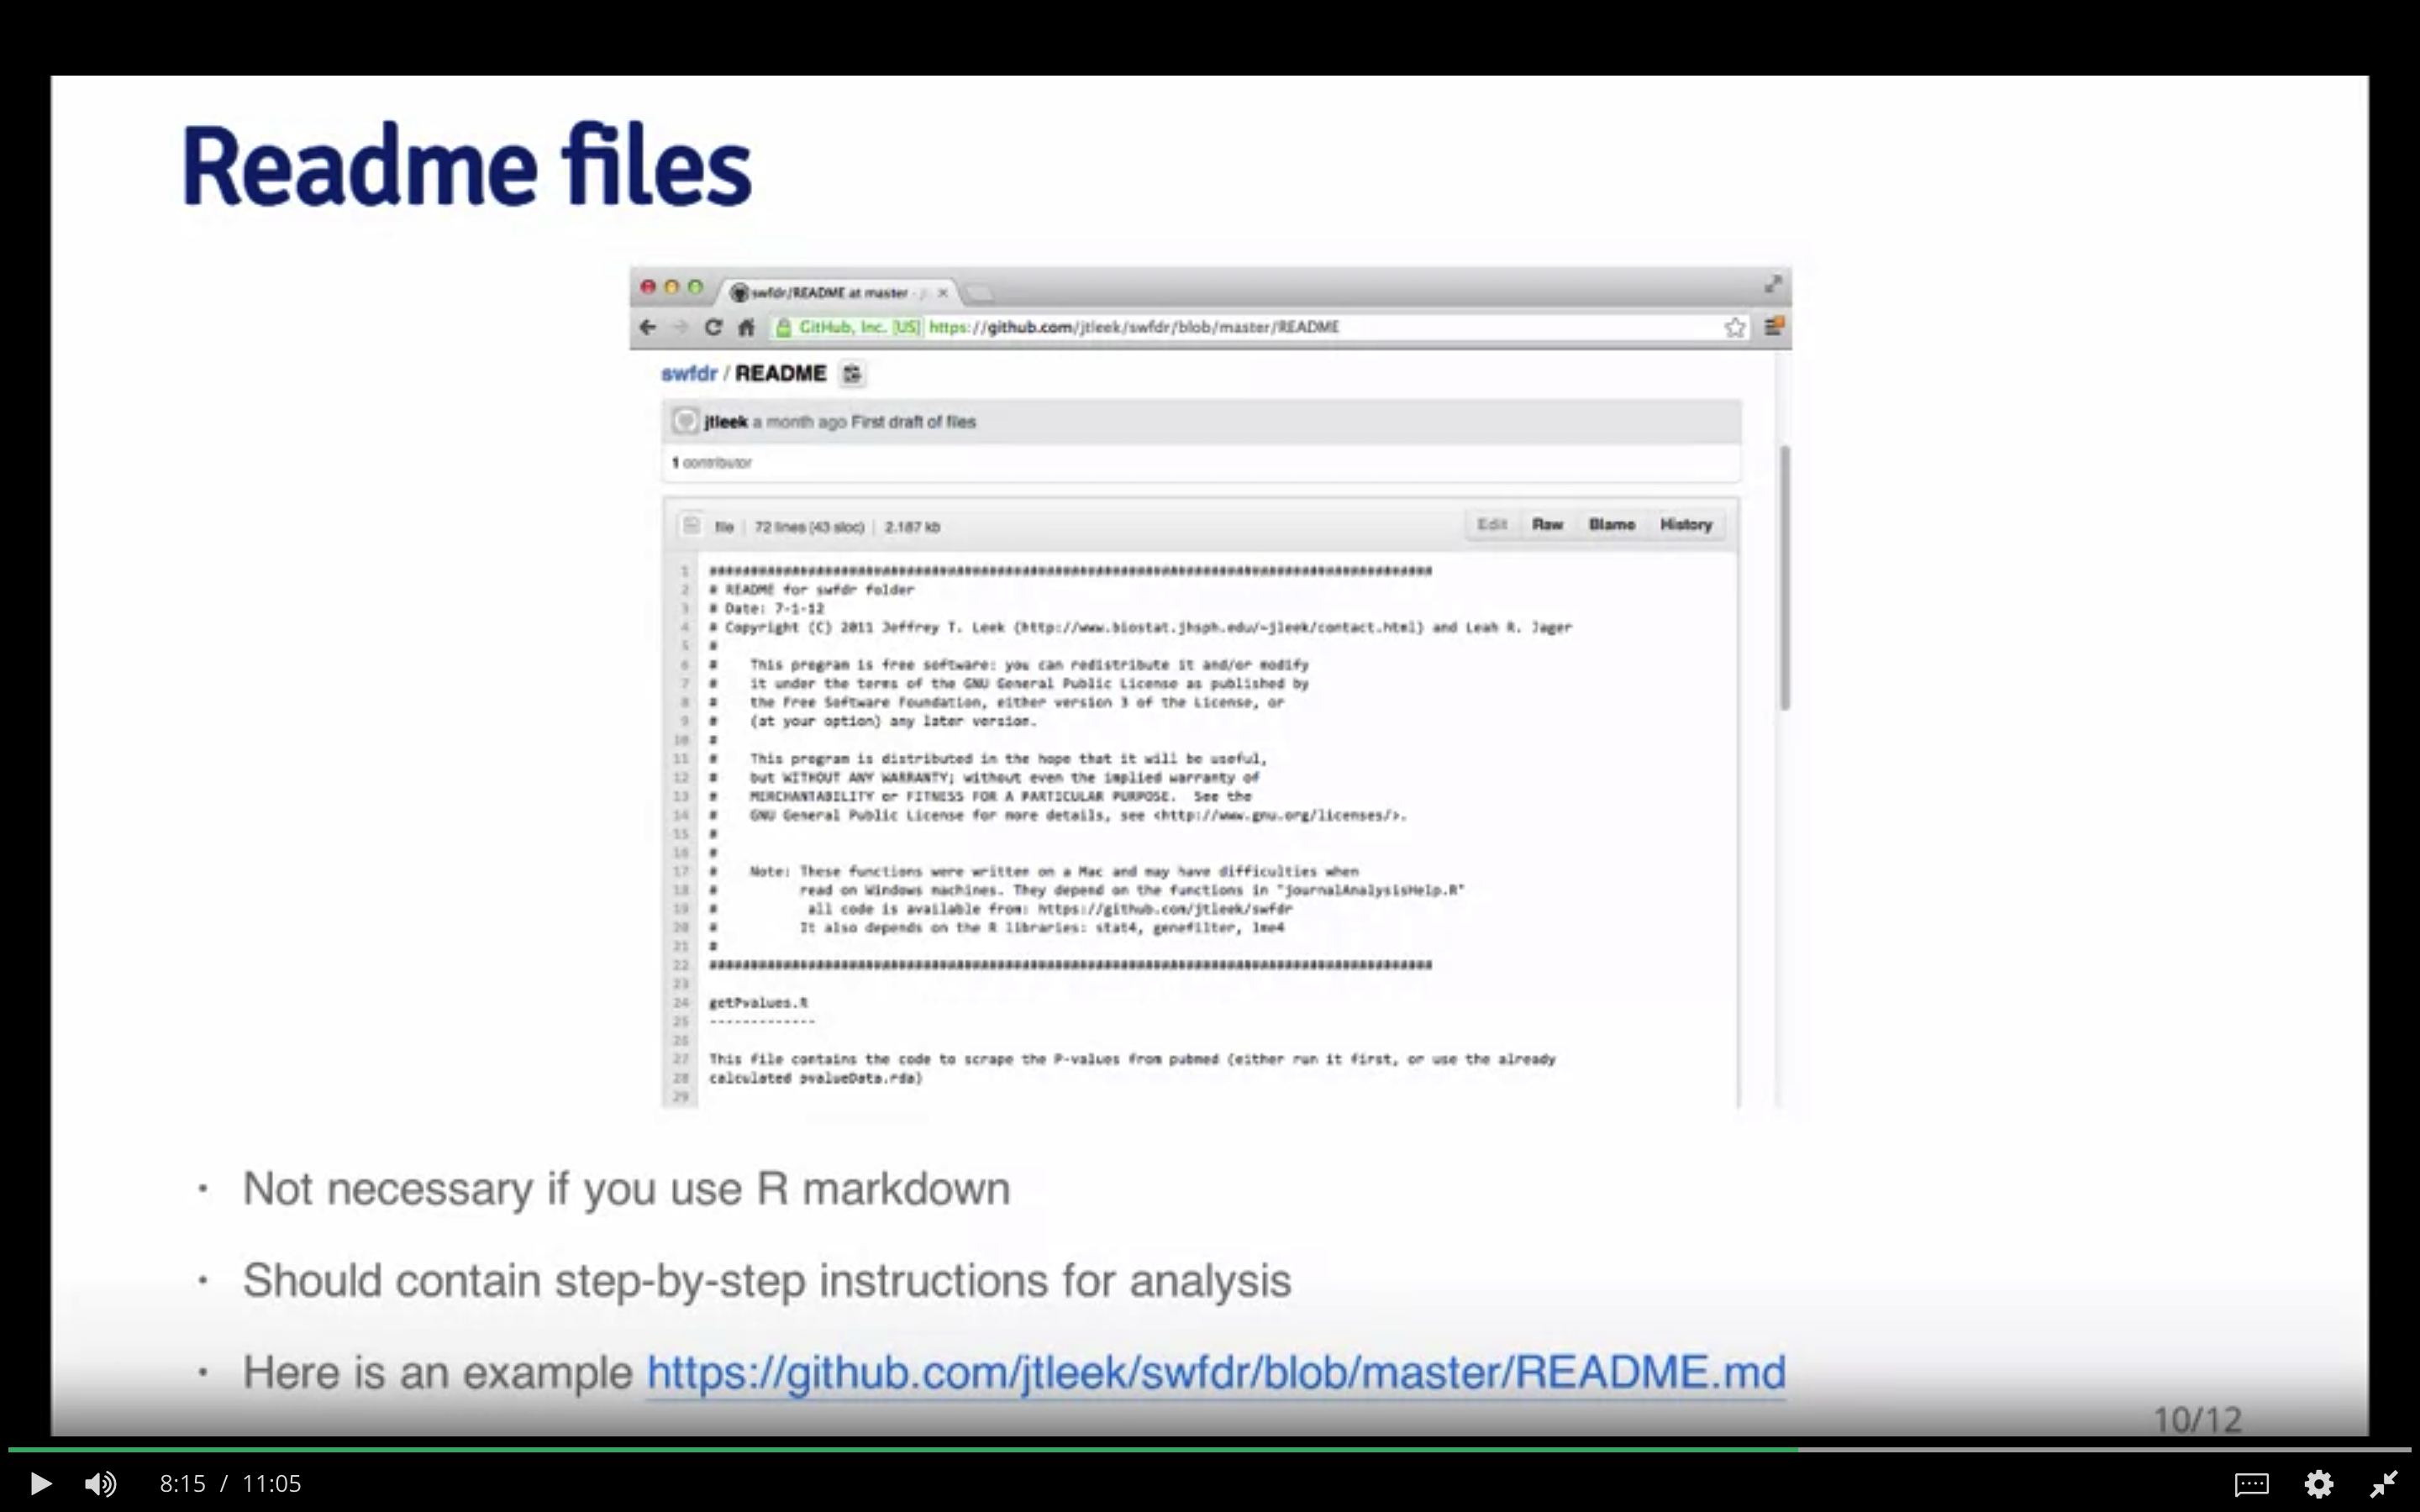 Readme files
swfdr/README at master · j
GitHub, Inc. [US] https://github.com/jtleek/swfdr/blob/master/README
swfdr / README
jtleek a month ago First draft of files
1 contributor
file | 72 lines (43 sloc) | 2.187 kb
Edit Raw Blame History
1 ########################################################################################
2 # README for swfdr folder
3 # Date: 7-1-12
4 # Copyright (C) 2011 Jeffrey T. Leek (http://www.biostat.jhsph.edu/~jleek/contact.html) and Leah R. Jager
5 #
6 # This program is free software: you can redistribute it and/or modify
7 # it under the terms of the GNU General Public License as published by
8 # the Free Software Foundation, either version 3 of the License, or
9 # (at your option) any later version.
10 #
11 # This program is distributed in the hope that it will be useful,
12 # but WITHOUT ANY WARRANTY; without even the implied warranty of
13 # MERCHANTABILITY or FITNESS FOR A PARTICULAR PURPOSE. See the
14 # GNU General Public License for more details, see <http://www.gnu.org/licenses/>.
15 #
16 #
17 # Note: These functions were written on a Mac and may have difficulties when
18 # read on Windows machines. They depend on the functions in "journalAnalysisHelp.R"
19 # all code is available from: https://github.com/jtleek/swfdr
20 # It also depends on the R libraries: stat4, genefilter, lme4
21 #
22 ########################################################################################
23
24 getPvalues.R
25 -------------
26
27 This file contains the code to scrape the P-values from pubmed (either run it first, or use the already
28 calculated pvalueData.rda)
29
· Not necessary if you use R markdown
· Should contain step-by-step instructions for analysis
· Here is an example https://github.com/jtleek/swfdr/blob/master/README.md
10/12
8:15 / 11:05